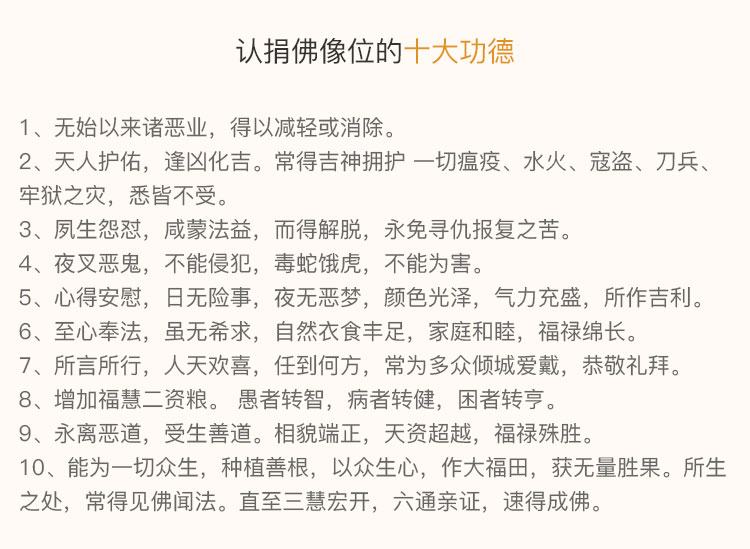 认捐佛像位的十大功德
1、无始以来诸恶业，得以减轻或消除。
2、天人护佑，逢凶化吉。常得吉神拥护 一切瘟疫、水火、寇盗、刀兵、
牢狱之灾，悉皆不受。
3、夙生怨怼，咸蒙法益，而得解脱，永免寻仇报复之苦。
4、夜叉恶鬼，不能侵犯，毒蛇饿虎，不能为害。
5、心得安慰，日无险事，夜无恶梦，颜色光泽，气力充盛，所作吉利。
6、至心奉法，虽无希求，自然衣食丰足，家庭和睦，福禄绵长。
7、所言所行，人天欢喜，任到何方，常为多众倾城爱戴，恭敬礼拜。
8、增加福慧二资粮。 愚者转智，病者转健，困者转亨。
9、永离恶道，受生善道。相貌端正，天资超越，福禄殊胜。
10、能为一切众生，种植善根，以众生心，作大福田，获无量胜果。所生
之处，常得见佛闻法。直至三慧宏开，六通亲证，速得成佛。